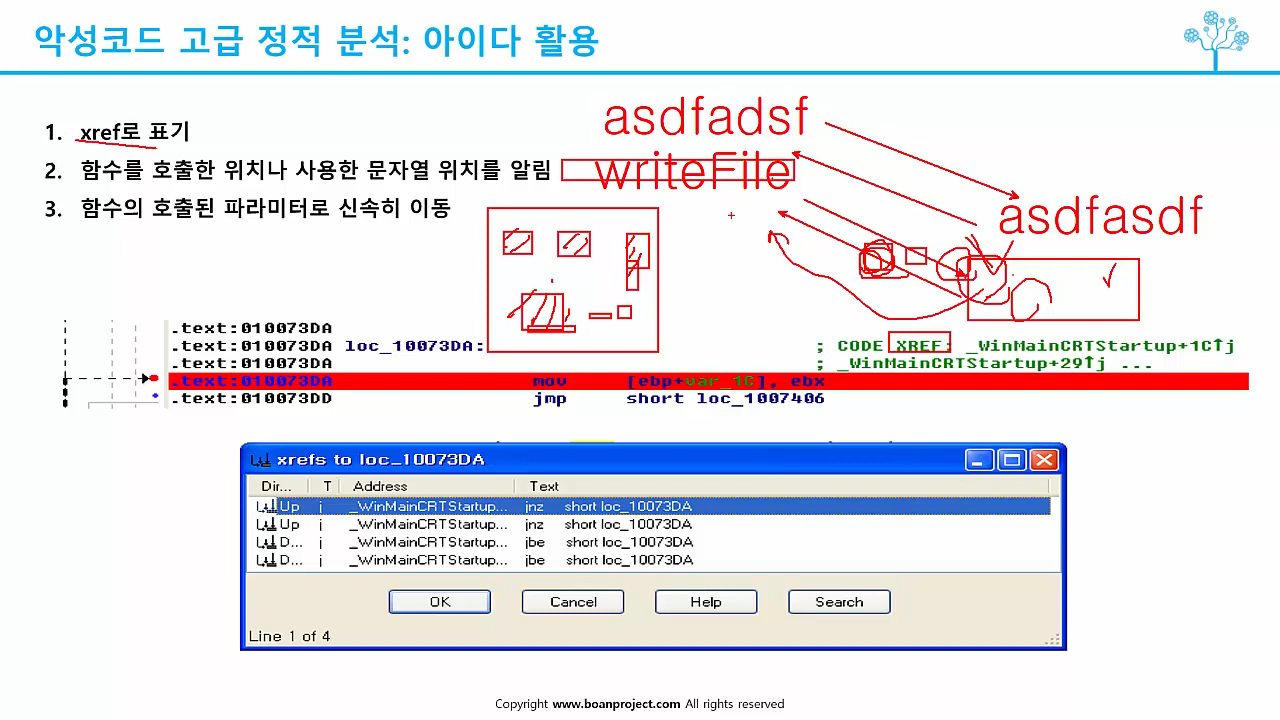 악성코드 고급 정적 분석: 아이다 활용
asdfadsf
1. xref로 표기
2. 함수를 호출한 위치나 사용한 문자열 위치를 알림
writeFile
3. 함수의 호출된 파라미터로 신속히 이동
asdfasdf
.text:010073DA
.text:010073DA loc_10073DA: ; CODE XREF: _WinMainCRTStartup+1C↑j
.text:010073DA ; _WinMainCRTStartup+29↑j ...
.text:010073DA mov [ebp+var_1C], ebx
.text:010073DD jmp short loc_1007406
xrefs to loc_10073DA
Dir... T Address Text
Up j _WinMainCRTStartup... jnz short loc_10073DA
Up j _WinMainCRTStartup... jnz short loc_10073DA
D... j _WinMainCRTStartup... jbe short loc_10073DA
D... j _WinMainCRTStartup... jbe short loc_10073DA
OK Cancel Help Search
Line 1 of 4
Copyright www.boanproject.com All rights reserved